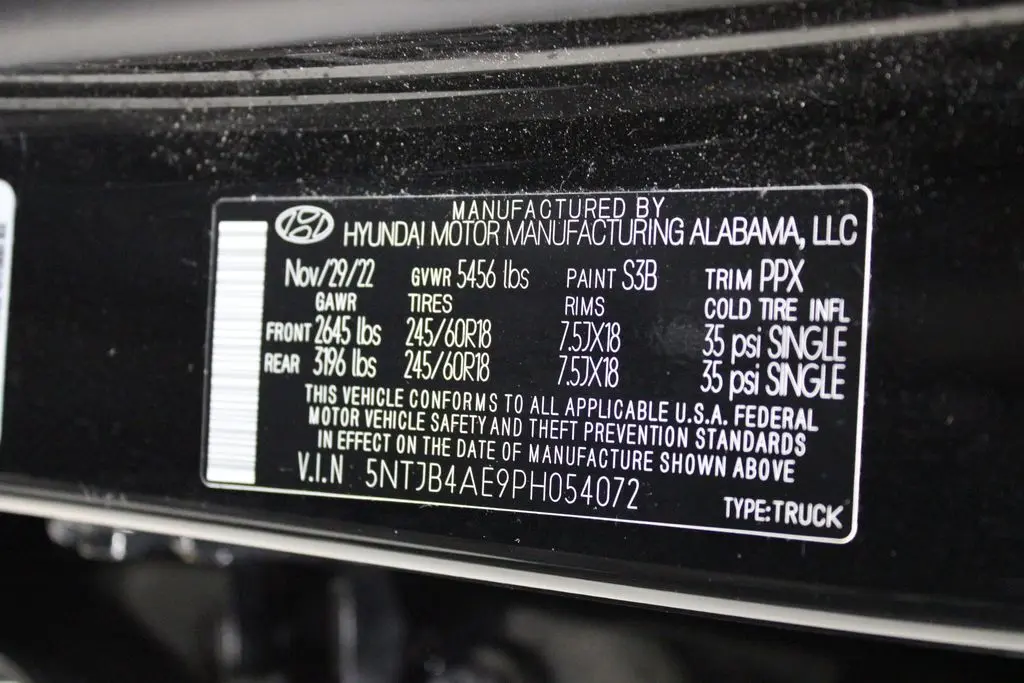 MANUFACTURED BY
HYUNDAI MOTOR MANUFACTURING ALABAMA, LLC
Nov/29/22 GVWR 5456 lbs PAINT S3B TRIM PPX
GAWR TIRES RIMS COLD TIRE INFL
FRONT 2645 lbs 245/60R18 7.5JX18 35 psi SINGLE
REAR 3196 lbs 245/60R18 7.5JX18 35 psi SINGLE
THIS VEHICLE CONFORMS TO ALL APPLICABLE U.S.A. FEDERAL
MOTOR VEHICLE SAFETY AND THEFT PREVENTION STANDARDS
IN EFFECT ON THE DATE OF MANUFACTURE SHOWN ABOVE
V.I.N 5NTJB4AE9PH054072
TYPE:TRUCK